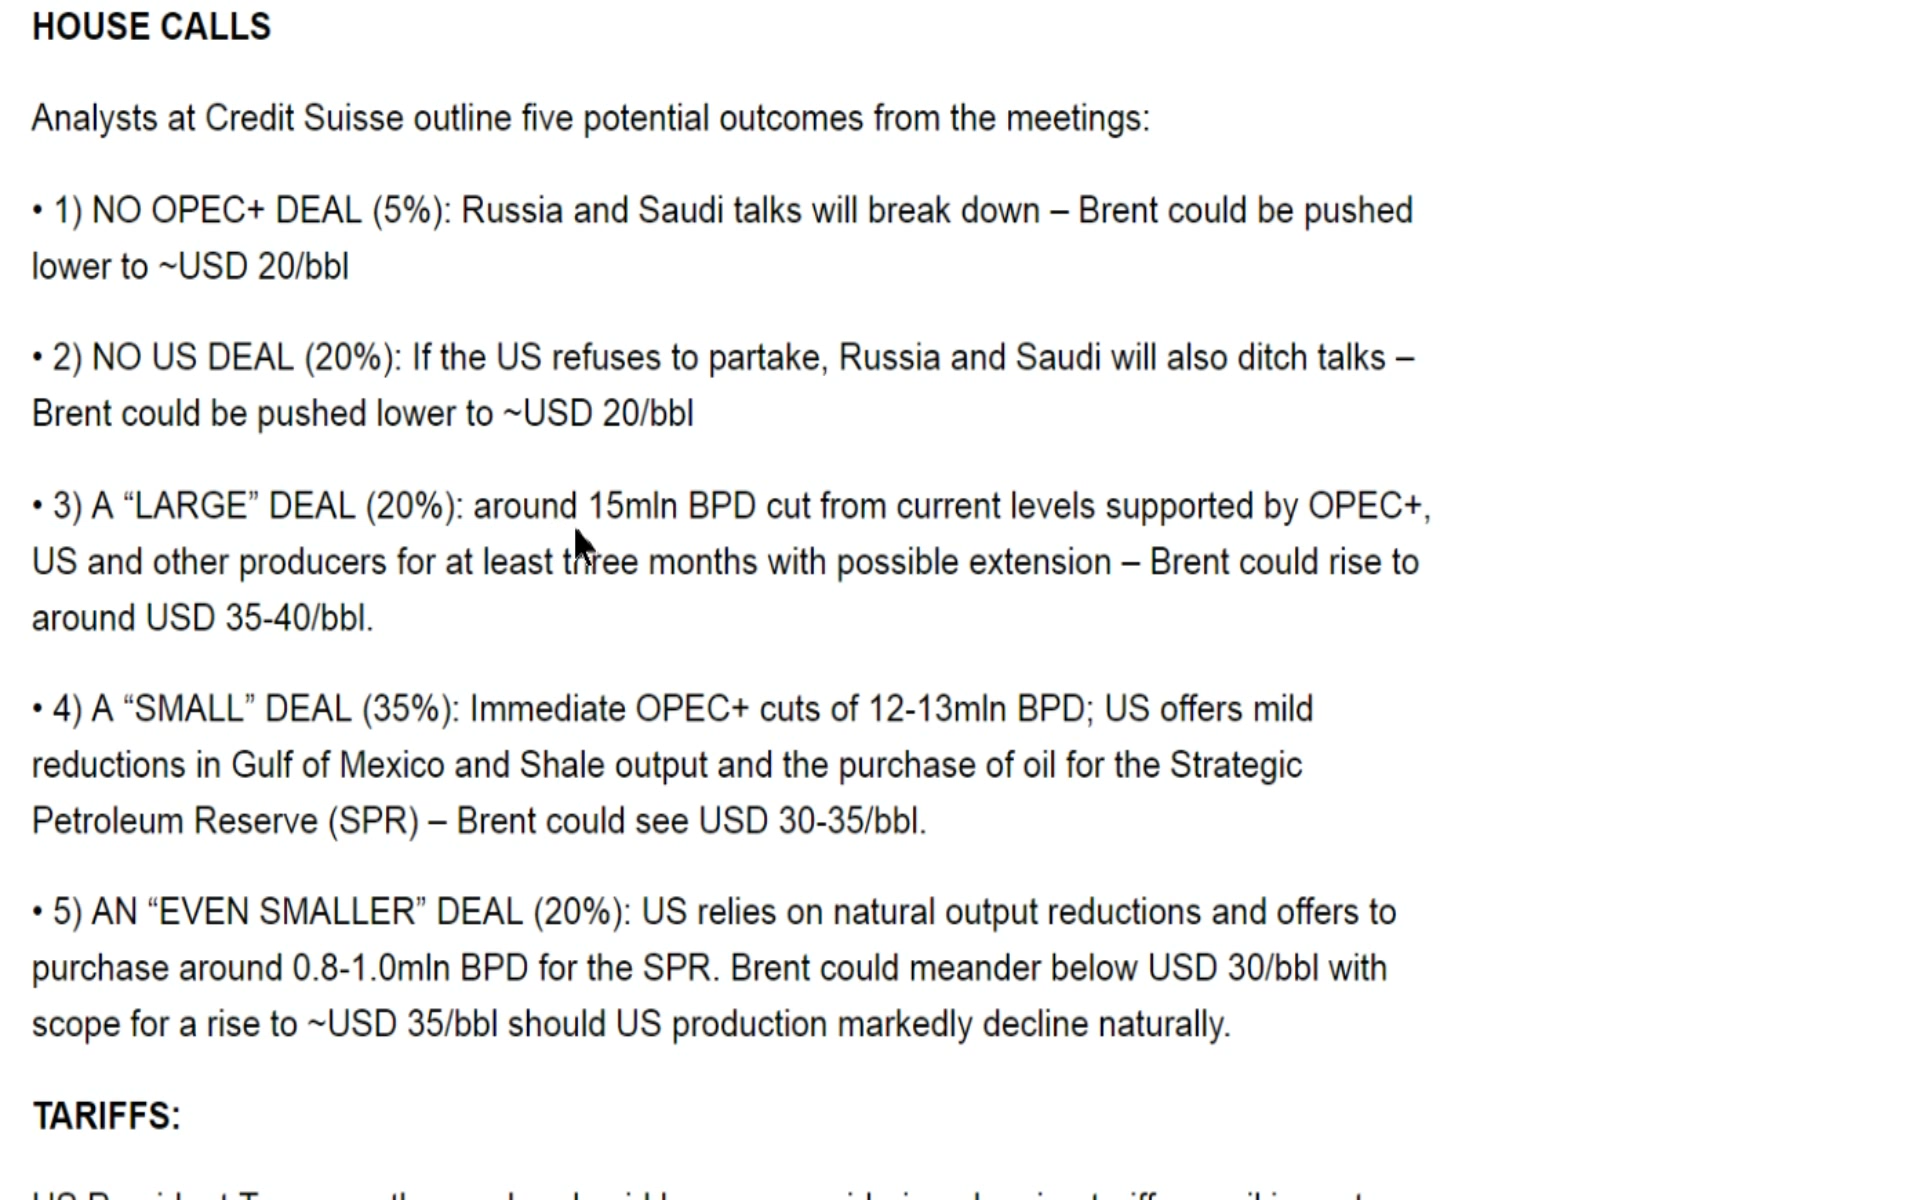 HOUSE CALLS
Analysts at Credit Suisse outline five potential outcomes from the meetings:
• 1) NO OPEC+ DEAL (5%): Russia and Saudi talks will break down – Brent could be pushed
lower to ~USD 20/bbl
• 2) NO US DEAL (20%): If the US refuses to partake, Russia and Saudi will also ditch talks –
Brent could be pushed lower to ~USD 20/bbl
• 3) A “LARGE” DEAL (20%): around 15mln BPD cut from current levels supported by OPEC+,
US and other producers for at least three months with possible extension – Brent could rise to
around USD 35-40/bbl.
• 4) A “SMALL” DEAL (35%): Immediate OPEC+ cuts of 12-13mln BPD; US offers mild
reductions in Gulf of Mexico and Shale output and the purchase of oil for the Strategic
Petroleum Reserve (SPR) – Brent could see USD 30-35/bbl.
• 5) AN “EVEN SMALLER” DEAL (20%): US relies on natural output reductions and offers to
purchase around 0.8-1.0mln BPD for the SPR. Brent could meander below USD 30/bbl with
scope for a rise to ~USD 35/bbl should US production markedly decline naturally.
TARIFFS: